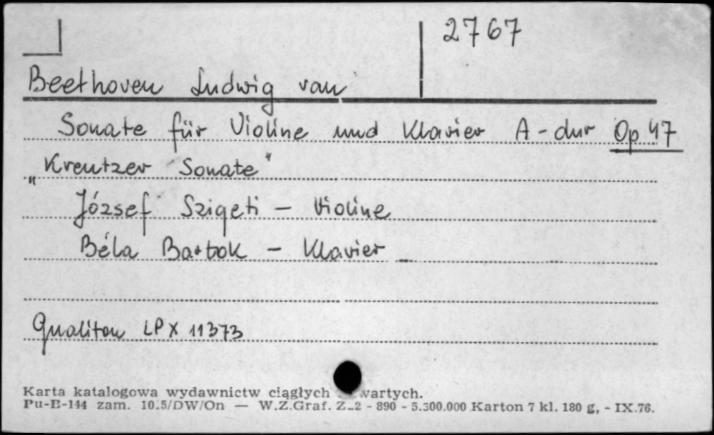 2767
Beethoven Ludwig van
Sonate für Violine und Klavier A-dur Op 47
"Kreutzer Sonate"
József Szigeti - Violine
Béla Bartok - Klavier
Qualiton LPX 11373
Karta katalogowa wydawnictw ciągłych wartych.
Pu-B-144 zam. 10.5/DW/On — W.Z.Graf. Z-2 - 890 - 5.300.000 Karton 7 kl. 180 g, - IX.76.